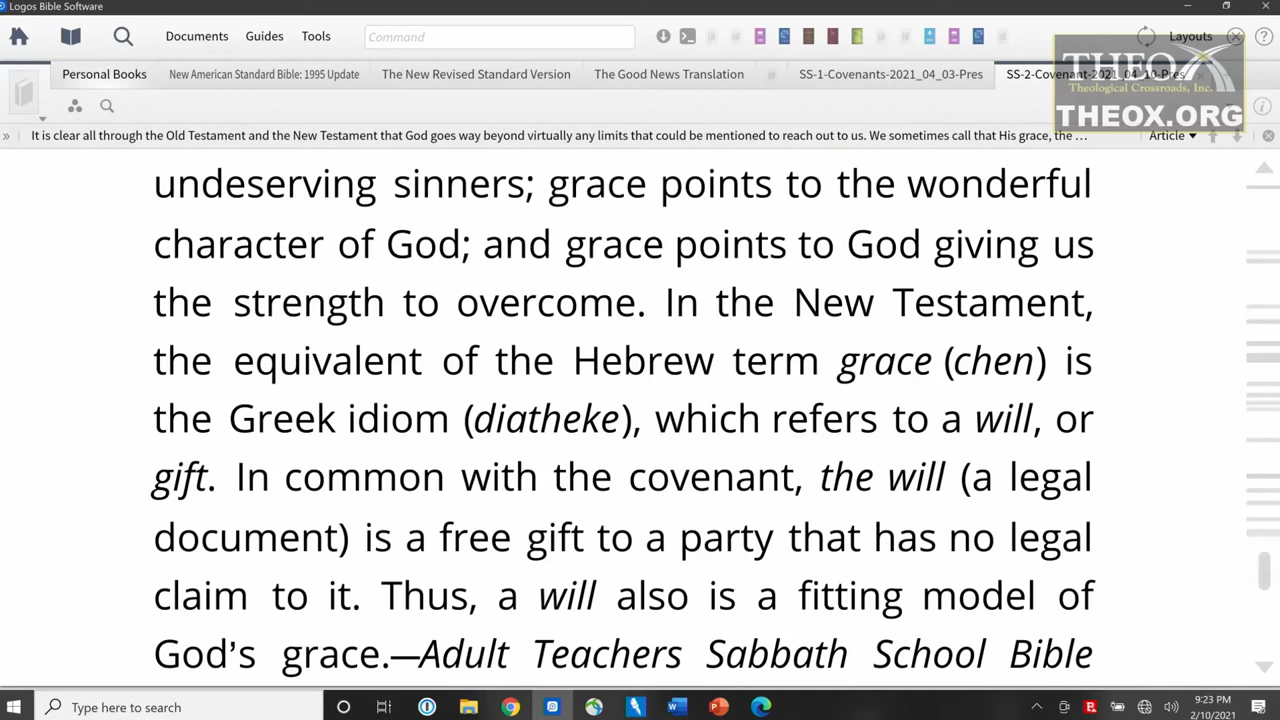 Logos Bible Software
Documents Guides Tools Command Layouts
Personal Books New American Standard Bible: 1995 Update The New Revised Standard Version The Good News Translation SS-1-Covenants-2021_04_03-Pres SS-2-Covenant-2021_04_10-Pres
THEOX
Theological Crossroads, Inc.
THEOX.ORG
» It is clear all through the Old Testament and the New Testament that God goes way beyond virtually any limits that could be mentioned to reach out to us. We sometimes call that His grace, the … Article
undeserving sinners; grace points to the wonderful
character of God; and grace points to God giving us
the strength to overcome. In the New Testament,
the equivalent of the Hebrew term grace (chen) is
the Greek idiom (diatheke), which refers to a will, or
gift. In common with the covenant, the will (a legal
document) is a free gift to a party that has no legal
claim to it. Thus, a will also is a fitting model of
God’s grace.—Adult Teachers Sabbath School Bible
Type here to search
9:23 PM
2/10/2021